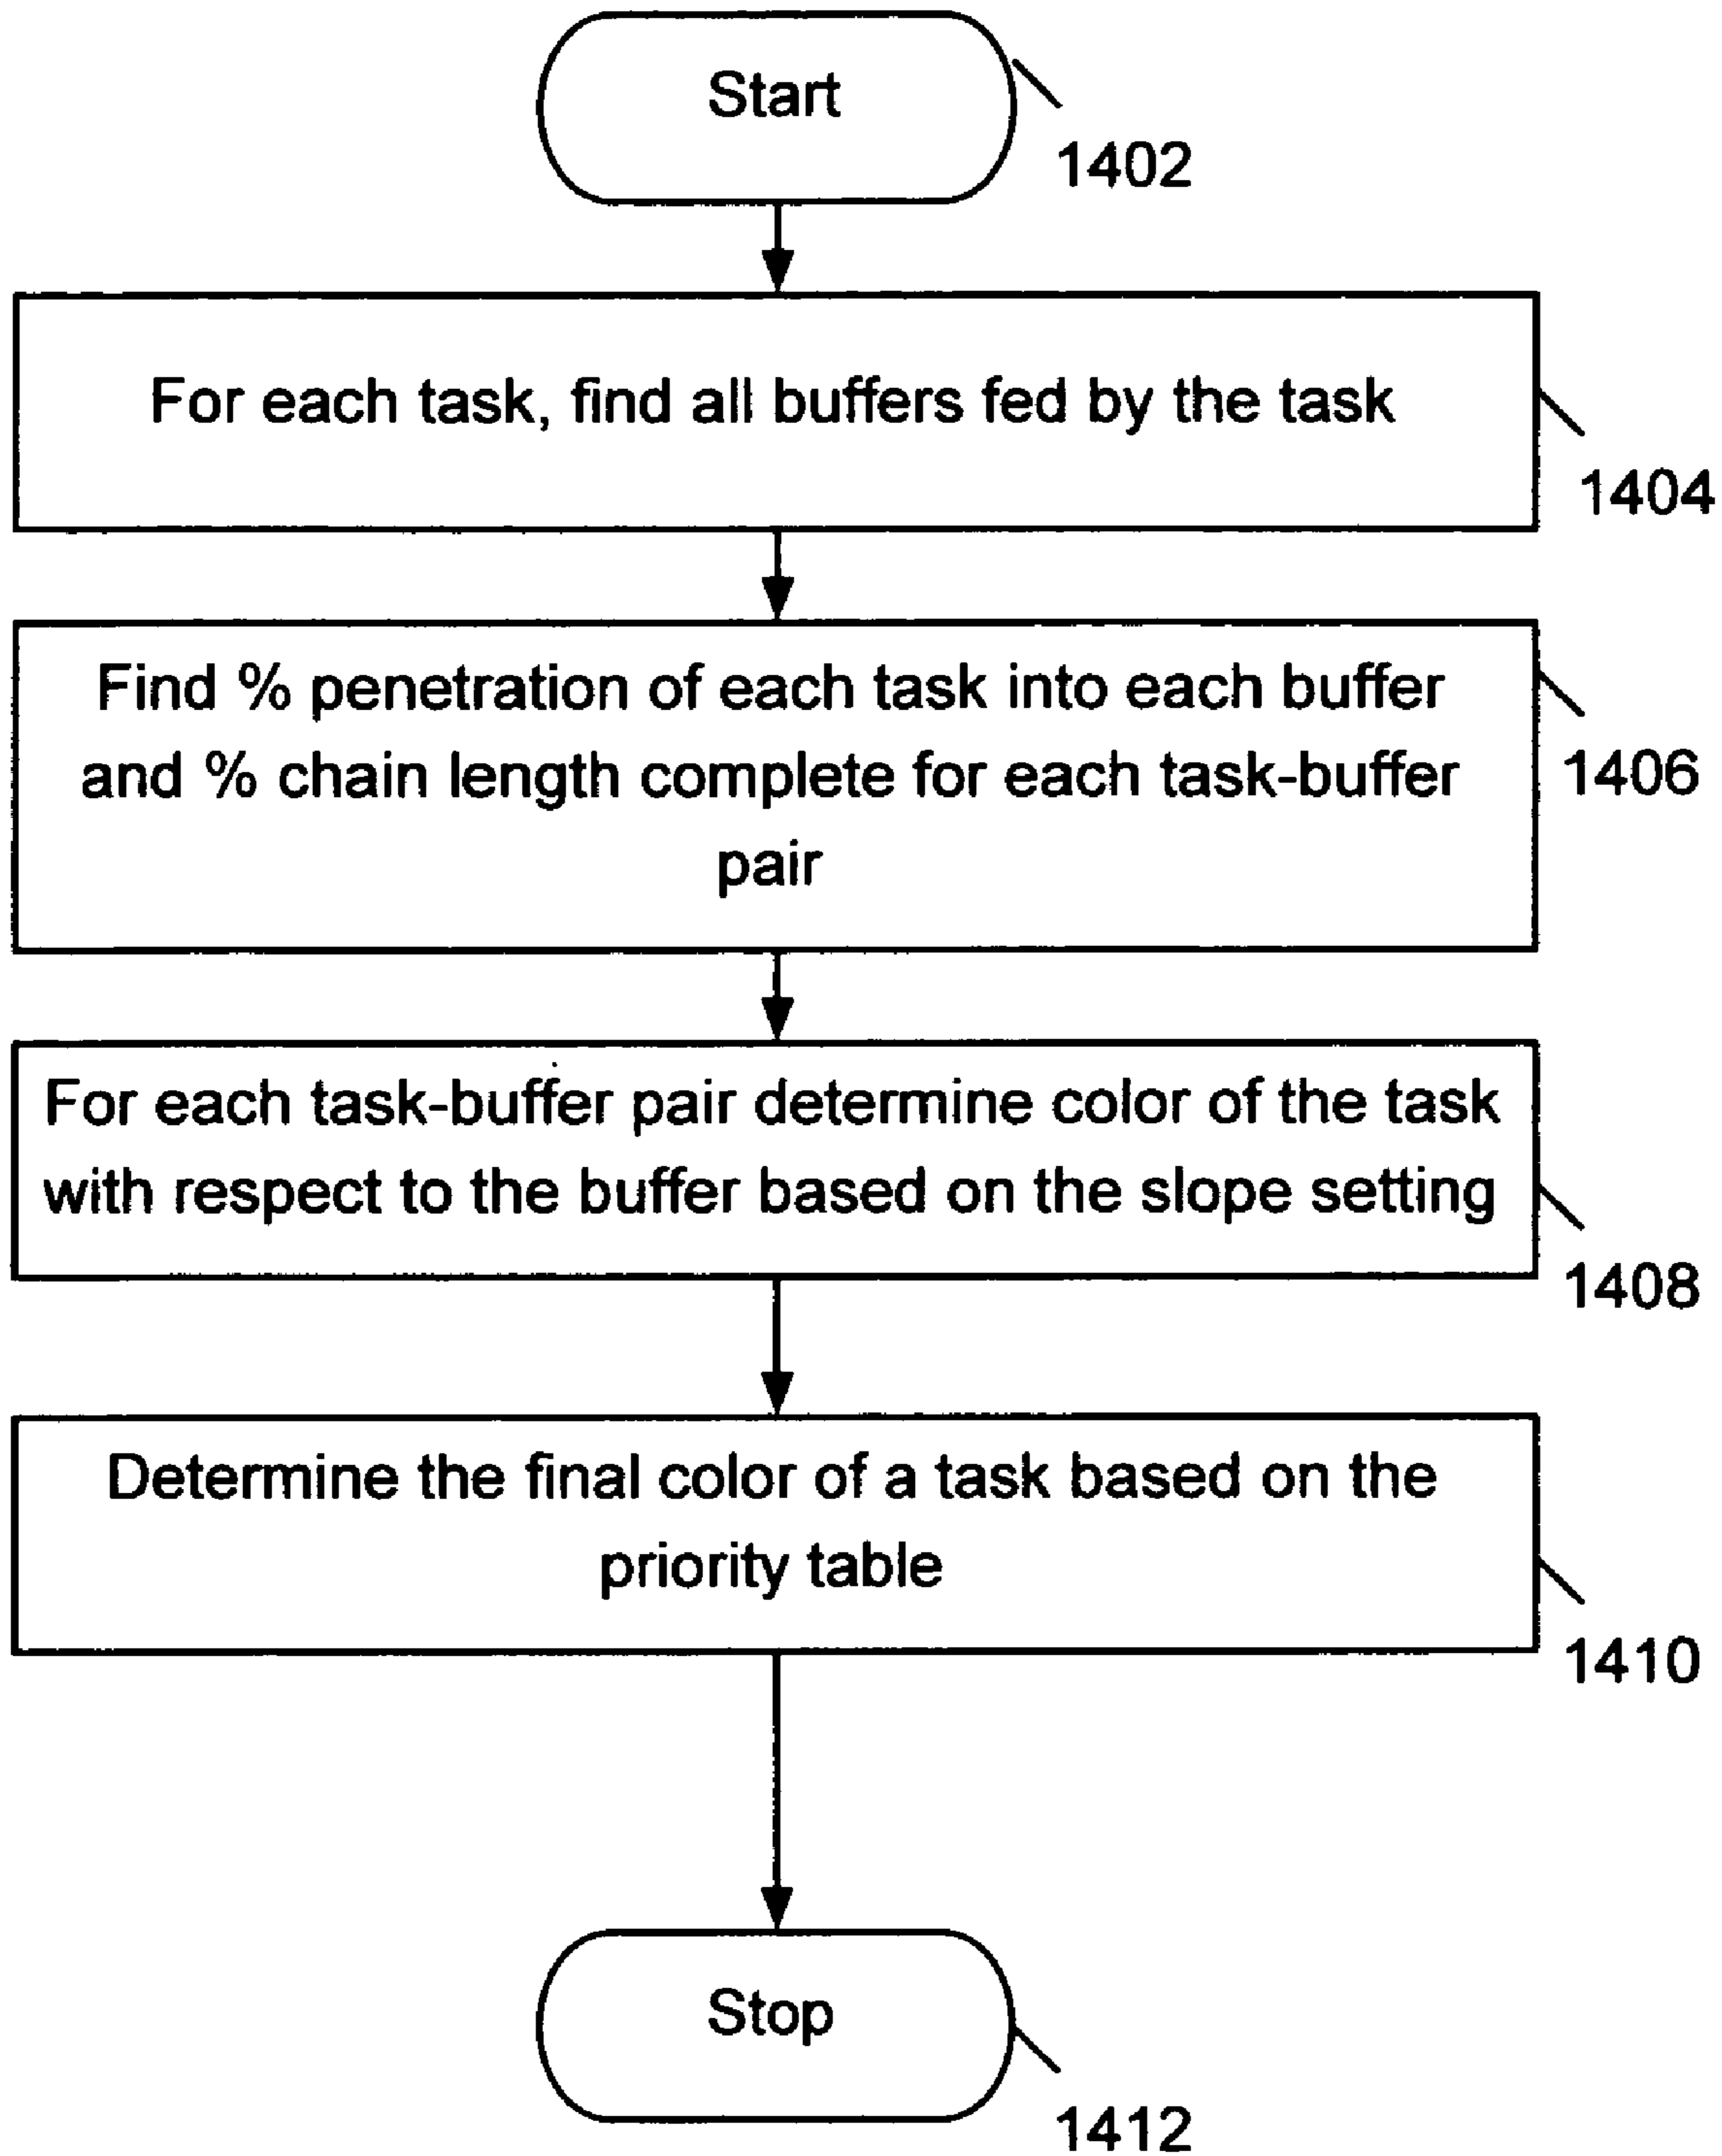 Start
1402
For each task, find all buffers fed by the task
1404
Find % penetration of each task into each buffer
and % chain length complete for each task-buffer
pair
1406
For each task-buffer pair determine color of the task
with respect to the buffer based on the slope setting
1408
Determine the final color of a task based on the
priority table
1410
Stop
1412